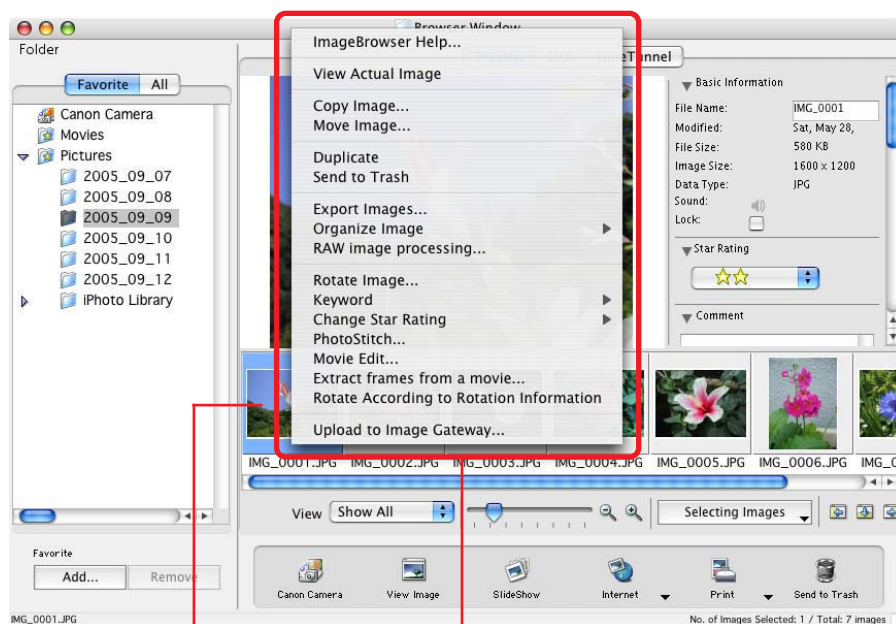 Browser Window
Folder
Favorite All
Canon Camera
Movies
Pictures
2005_09_07
2005_09_08
2005_09_09
2005_09_10
2005_09_11
2005_09_12
iPhoto Library
ImageBrowser Help...
View Actual Image
Copy Image...
Move Image...
Duplicate
Send to Trash
Export Images...
Organize Image
RAW image processing...
Rotate Image...
Keyword
Change Star Rating
PhotoStitch...
Movie Edit...
Extract frames from a movie...
Rotate According to Rotation Information
Upload to Image Gateway...
Basic Information
File Name: IMG_0001
Modified: Sat, May 28,
File Size: 580 KB
Image Size: 1600 x 1200
Data Type: JPG
Sound:
Lock:
Star Rating
Comment
IMG_0001.JPG IMG_0002.JPG IMG_0003.JPG IMG_0004.JPG IMG_0005.JPG IMG_0006.JPG
View Show All Selecting Images
Favorite
Add... Remove
Canon Camera View Image SlideShow Internet Print Send to Trash
IMG_0001.JPG No. of Images Selected: 1 / Total: 7 images